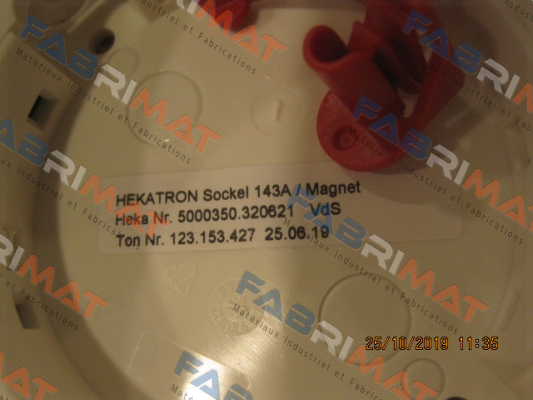 FABRIMAT
Matériaux Industriel et Fabrications
HEKATRON Sockel 143A / Magnet
Heka Nr. 5000350.320621 VdS
Ton Nr. 123.153.427 25.06.19
25/10/2019 11:35